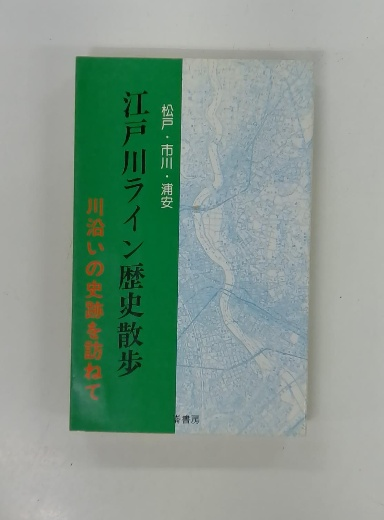 松戸・市川・浦安
江戸川ライン歴史散歩
川沿いの史跡を訪ねて
書房